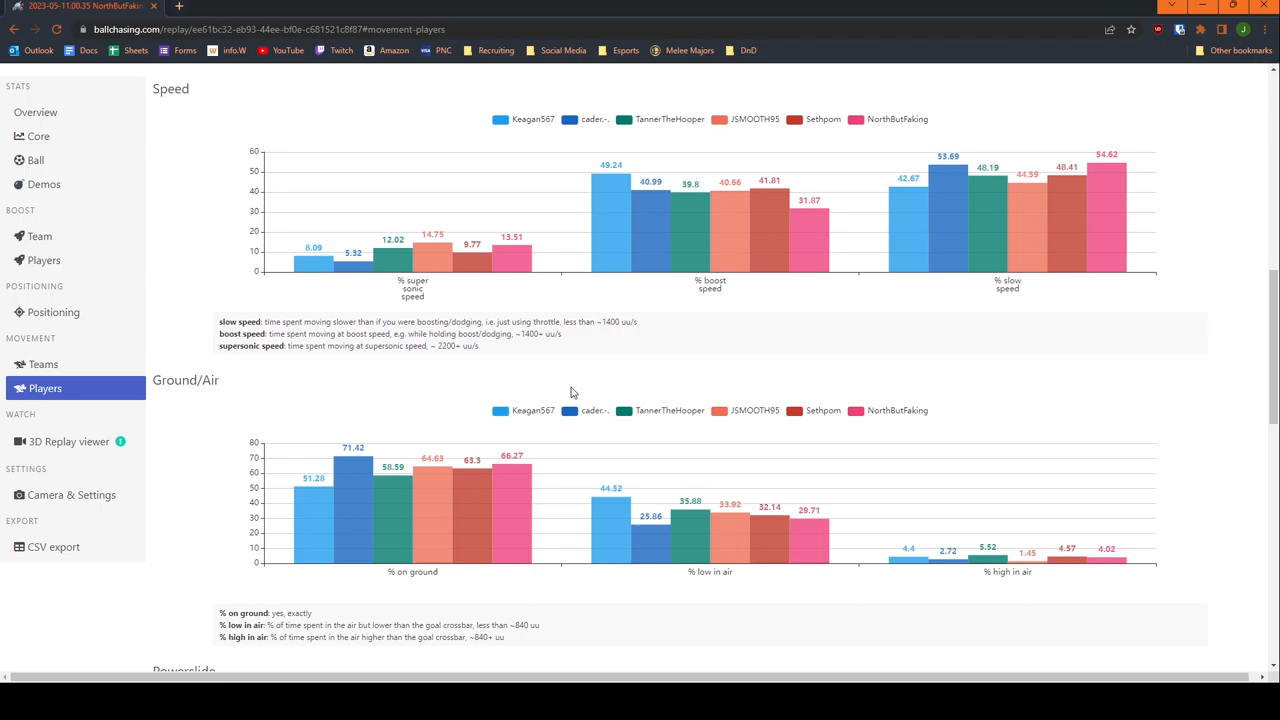 2023-05-11.00.35 NorthButFaking
ballchasing.com/replay/ee61bc32-eb93-44ee-bf0e-c681521c8f87#movement-players
Outlook Docs Sheets Forms info.W YouTube Twitch Amazon PNC Recruiting Social Media Esports Melee Majors DnD Other bookmarks
STATS
Overview
Core
Ball
Demos
BOOST
Team
Players
POSITIONING
Positioning
MOVEMENT
Teams
Players
WATCH
3D Replay viewer
SETTINGS
Camera & Settings
EXPORT
CSV export
Speed
Keagan567 cader.-. TannerTheHooper JSMOOTH95 Sethpom NorthButFaking
60
50
40
30
20
10
0
8.09 5.32 12.02 14.75 9.77 13.51
49.24 40.99 39.8 40.66 41.81 31.87
42.67 53.69 48.19 44.59 48.41 54.62
% super
sonic
speed
% boost
speed
% slow
speed
slow speed: time spent moving slower than if you were boosting/dodging, i.e. just using throttle, less than ~1400 uu/s
boost speed: time spent moving at boost speed, e.g. while holding boost/dodging, ~1400+ uu/s
supersonic speed: time spent moving at supersonic speed, ~ 2200+ uu/s
Ground/Air
Keagan567 cader.-. TannerTheHooper JSMOOTH95 Sethpom NorthButFaking
80
70
60
50
40
30
20
10
0
51.28 71.42 58.59 64.63 63.3 66.27
44.32 25.86 35.88 33.92 32.14 29.71
4.4 2.72 5.52 1.45 4.57 4.02
% on ground % low in air % high in air
% on ground: yes, exactly
% low in air: % of time spent in the air but lower than the goal crossbar, less than ~840 uu
% high in air: % of time spent in the air higher than the goal crossbar, ~840+ uu
Powerslide